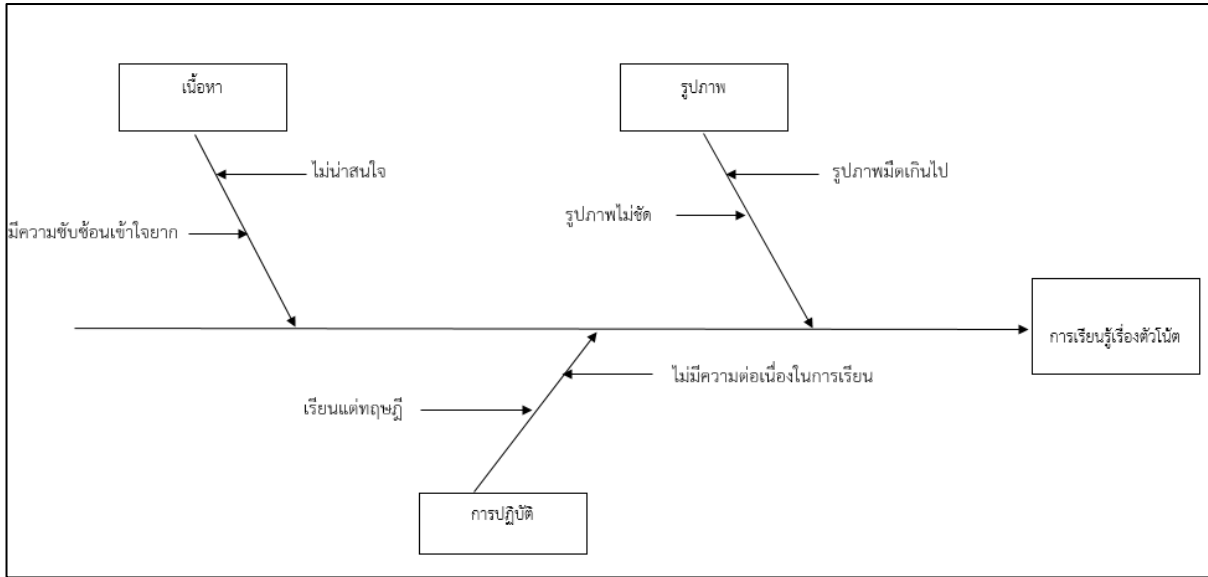 เนื้อหา
รูปภาพ
ไม่น่าสนใจ
รูปภาพมืดเกินไป
รูปภาพไม่ชัด
มีความซับซ้อนเข้าใจยาก
การเรียนรู้เรื่องตัวโน้ต
ไม่มีความต่อเนื่องในการเรียน
เรียนแต่ทฤษฎี
การปฏิบัติ